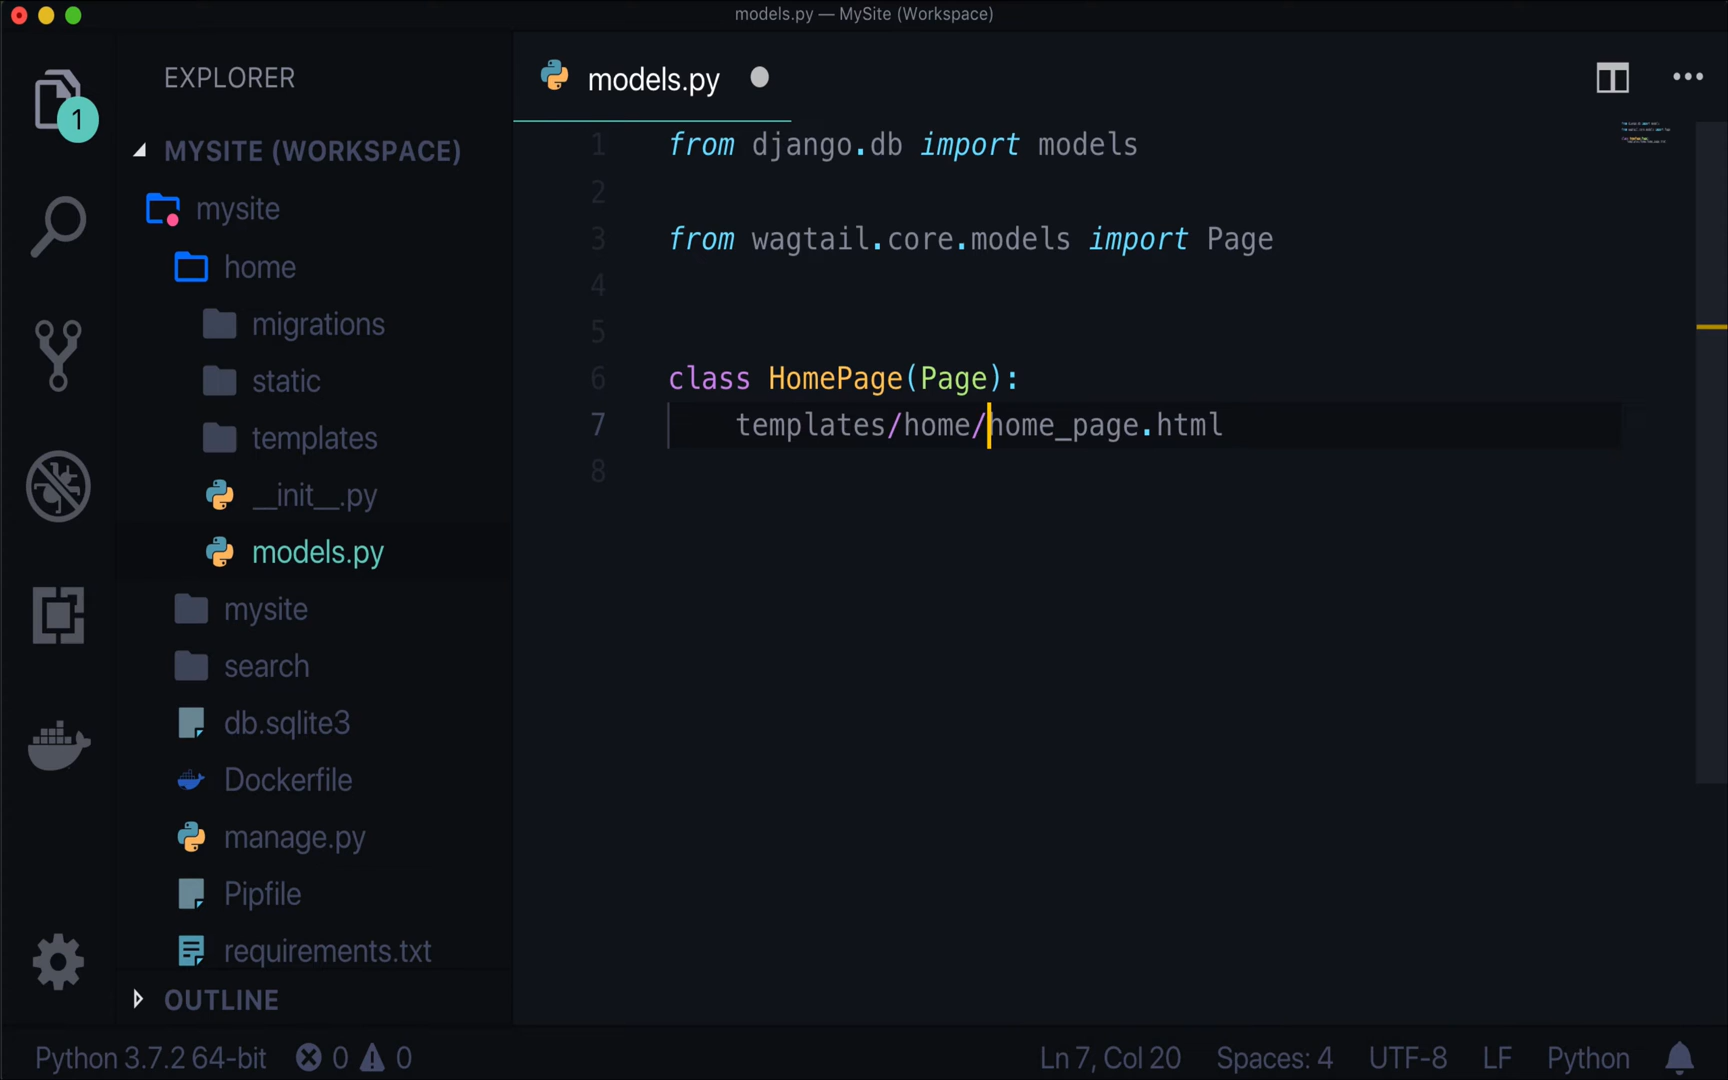 models.py — MySite (Workspace)
EXPLORER
1
MYSITE (WORKSPACE)
mysite
home
migrations
static
templates
__init__.py
models.py
mysite
search
db.sqlite3
Dockerfile
manage.py
Pipfile
requirements.txt
OUTLINE
models.py
1 from django.db import models
2
3 from wagtail.core.models import Page
4
5
6 class HomePage(Page):
7 templates/home/home_page.html
8
Python 3.7.2 64-bit 0 0 Ln 7, Col 20 Spaces: 4 UTF-8 LF Python